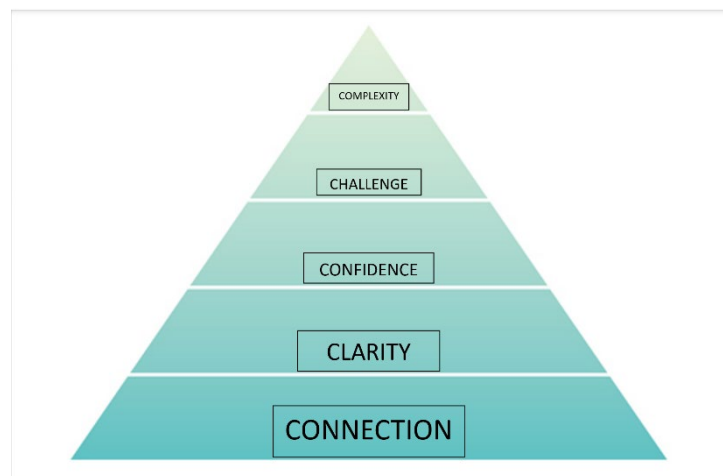 COMPLEXITY
CHALLENGE
CONFIDENCE
CLARITY
CONNECTION